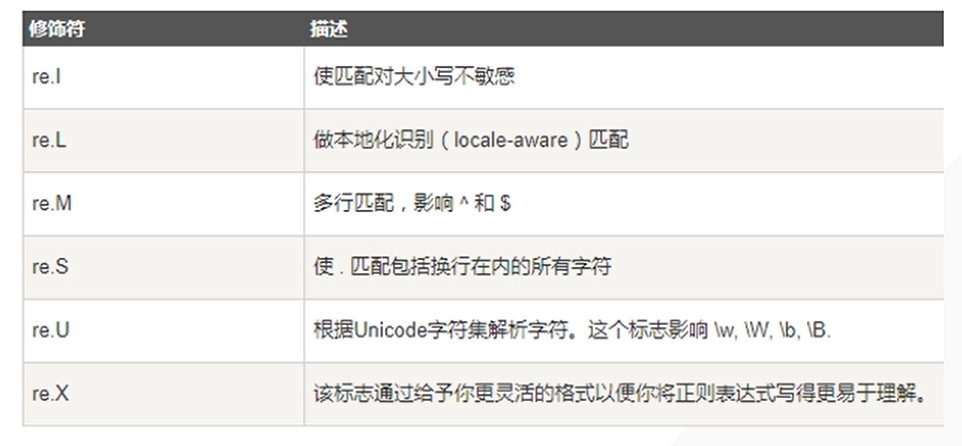 修饰符 描述
re.I 使匹配对大小写不敏感
re.L 做本地化识别（locale-aware）匹配
re.M 多行匹配，影响 ^ 和 $
re.S 使 . 匹配包括换行在内的所有字符
re.U 根据Unicode字符集解析字符。这个标志影响 \w, \W, \b, \B.
re.X 该标志通过给予你更灵活的格式以便你将正则表达式写得更易于理解。